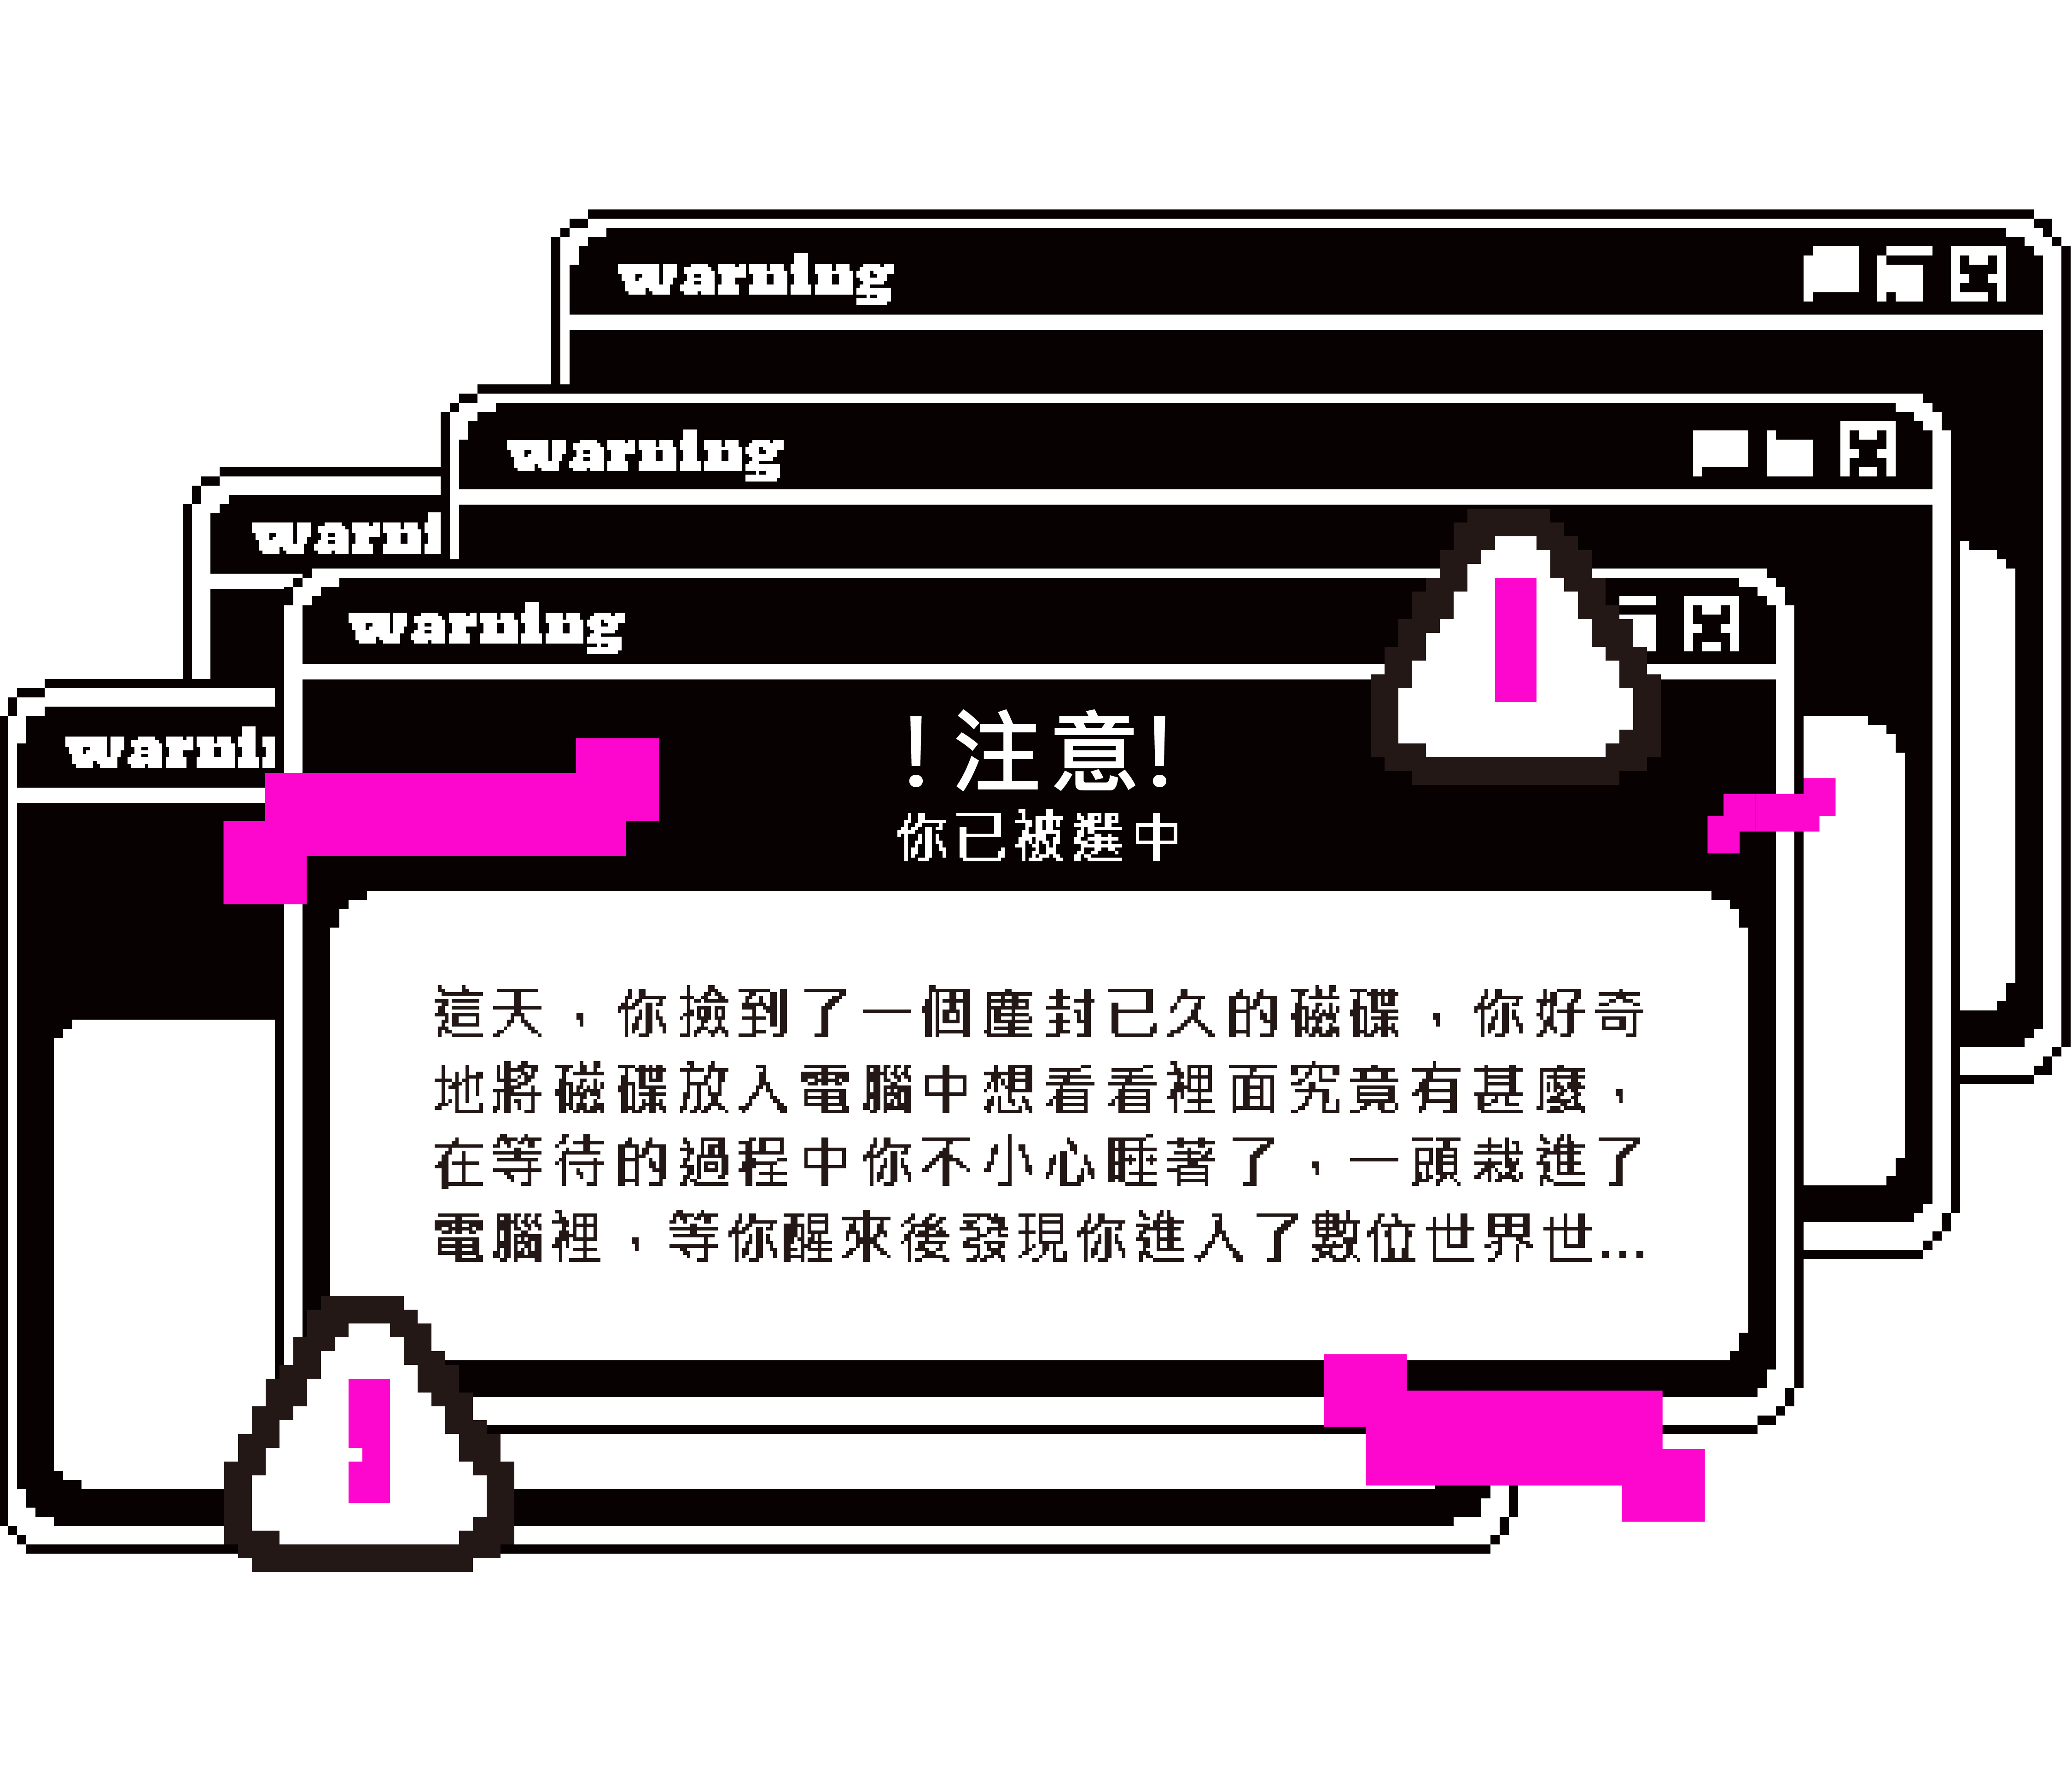 warning
warning
warni
warning
warni
!注意!
你已被選中
這天，你撿到了一個塵封已久的磁碟，你好奇
地將磁碟放入電腦中想看看裡面究竟有甚麼，
在等待的過程中你不小心睡著了，一頭栽進了
電腦裡，等你醒來後發現你進入了數位世界世...